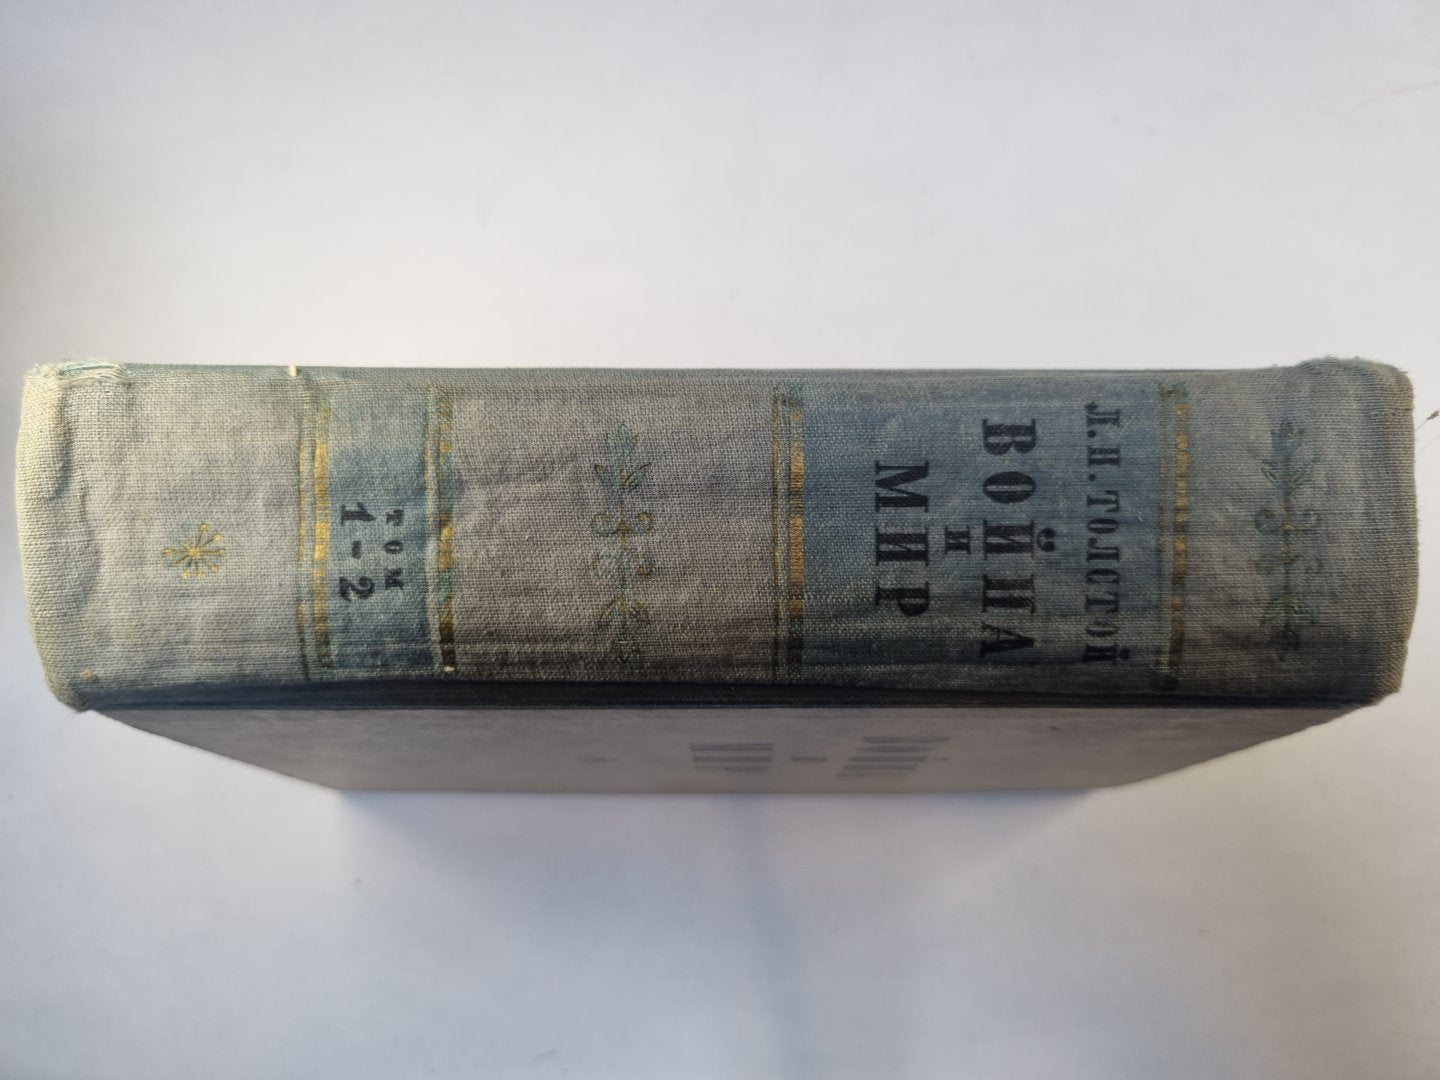 Л. Н. ТОЛСТОЙ
ВОЙНА
И
МИР
ТОМ
1-2